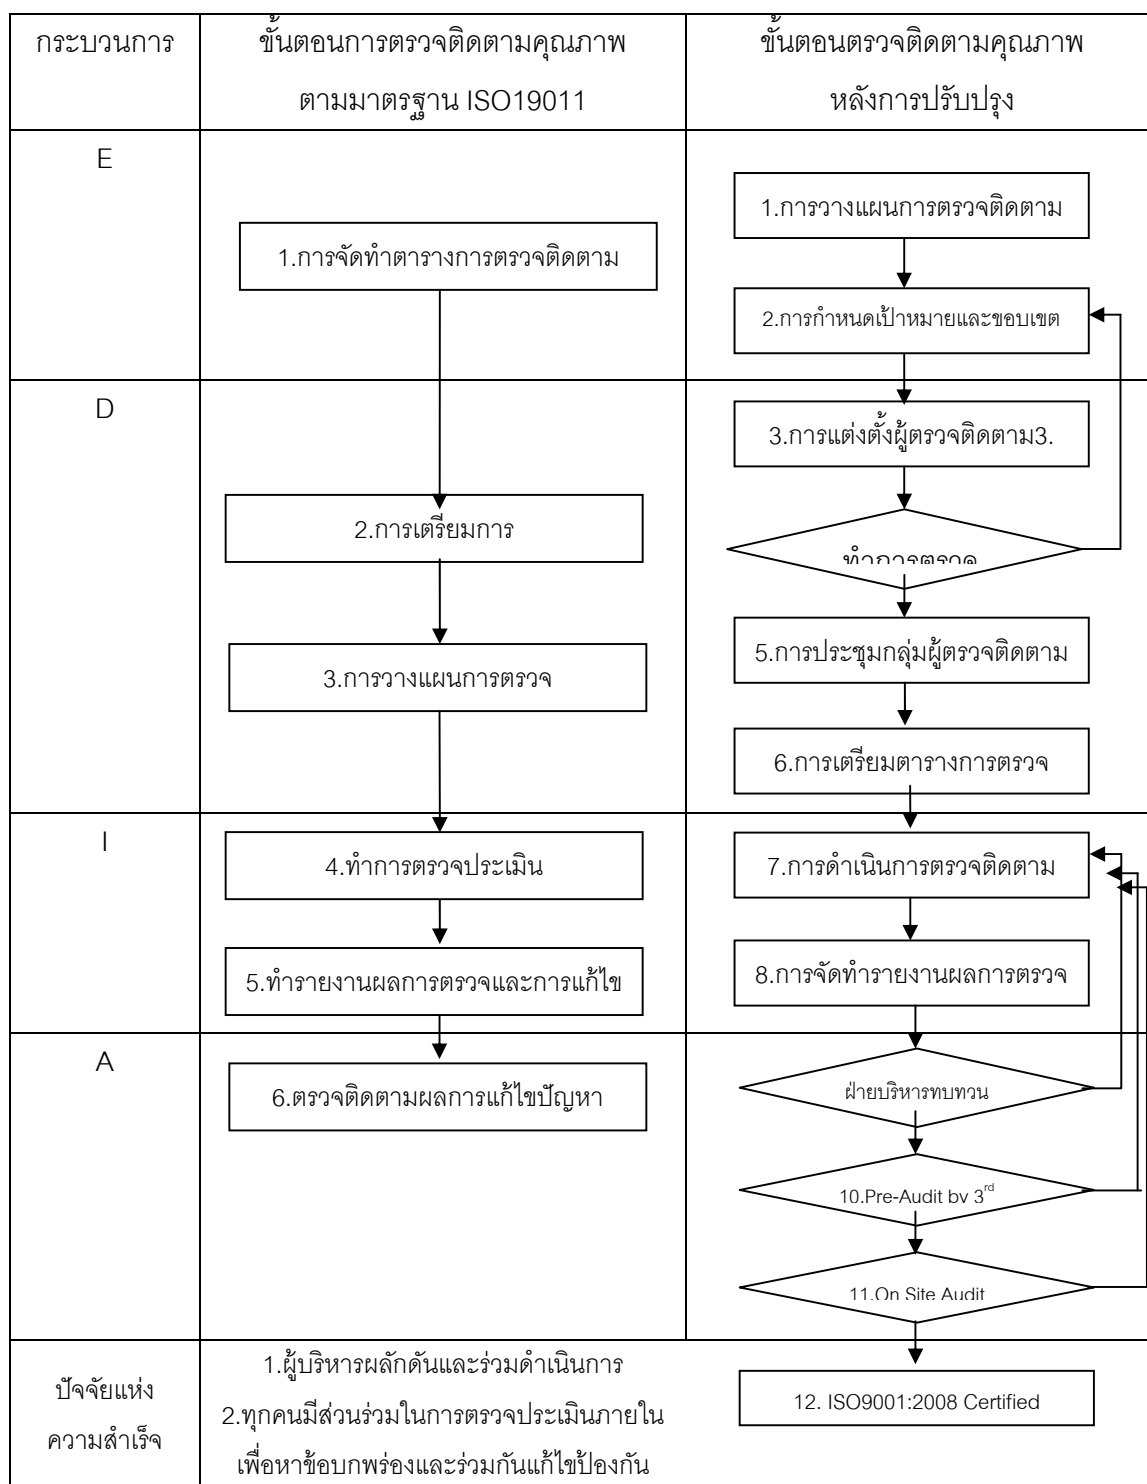 กระบวนการ
ขั้นตอนการตรวจติดตามคุณภาพ
ตามมาตรฐาน ISO19011
ขั้นตอนตรวจติดตามคุณภาพ
หลังการปรับปรุง
E
1.การจัดทำตารางการตรวจติดตาม
1.การวางแผนการตรวจติดตาม
2.การกำหนดเป้าหมายและขอบเขต
D
2.การเตรียมการ
3.การวางแผนการตรวจ
3.การแต่งตั้งผู้ตรวจติดตาม3.
ทำการตรวจ
5.การประชุมกลุ่มผู้ตรวจติดตาม
6.การเตรียมตารางการตรวจ
I
4.ทำการตรวจประเมิน
5.ทำรายงานผลการตรวจและการแก้ไข
7.การดำเนินการตรวจติดตาม
8.การจัดทำรายงานผลการตรวจ
A
6.ตรวจติดตามผลการแก้ไขปัญหา
ฝ่ายบริหารทบทวน
10.Pre-Audit by 3rd
11.On Site Audit
ปัจจัยแห่ง
ความสำเร็จ
1.ผู้บริหารผลักดันและร่วมดำเนินการ
2.ทุกคนมีส่วนร่วมในการตรวจประเมินภายใน
เพื่อหาข้อบกพร่องและร่วมกันแก้ไขป้องกัน
12. ISO9001:2008 Certified